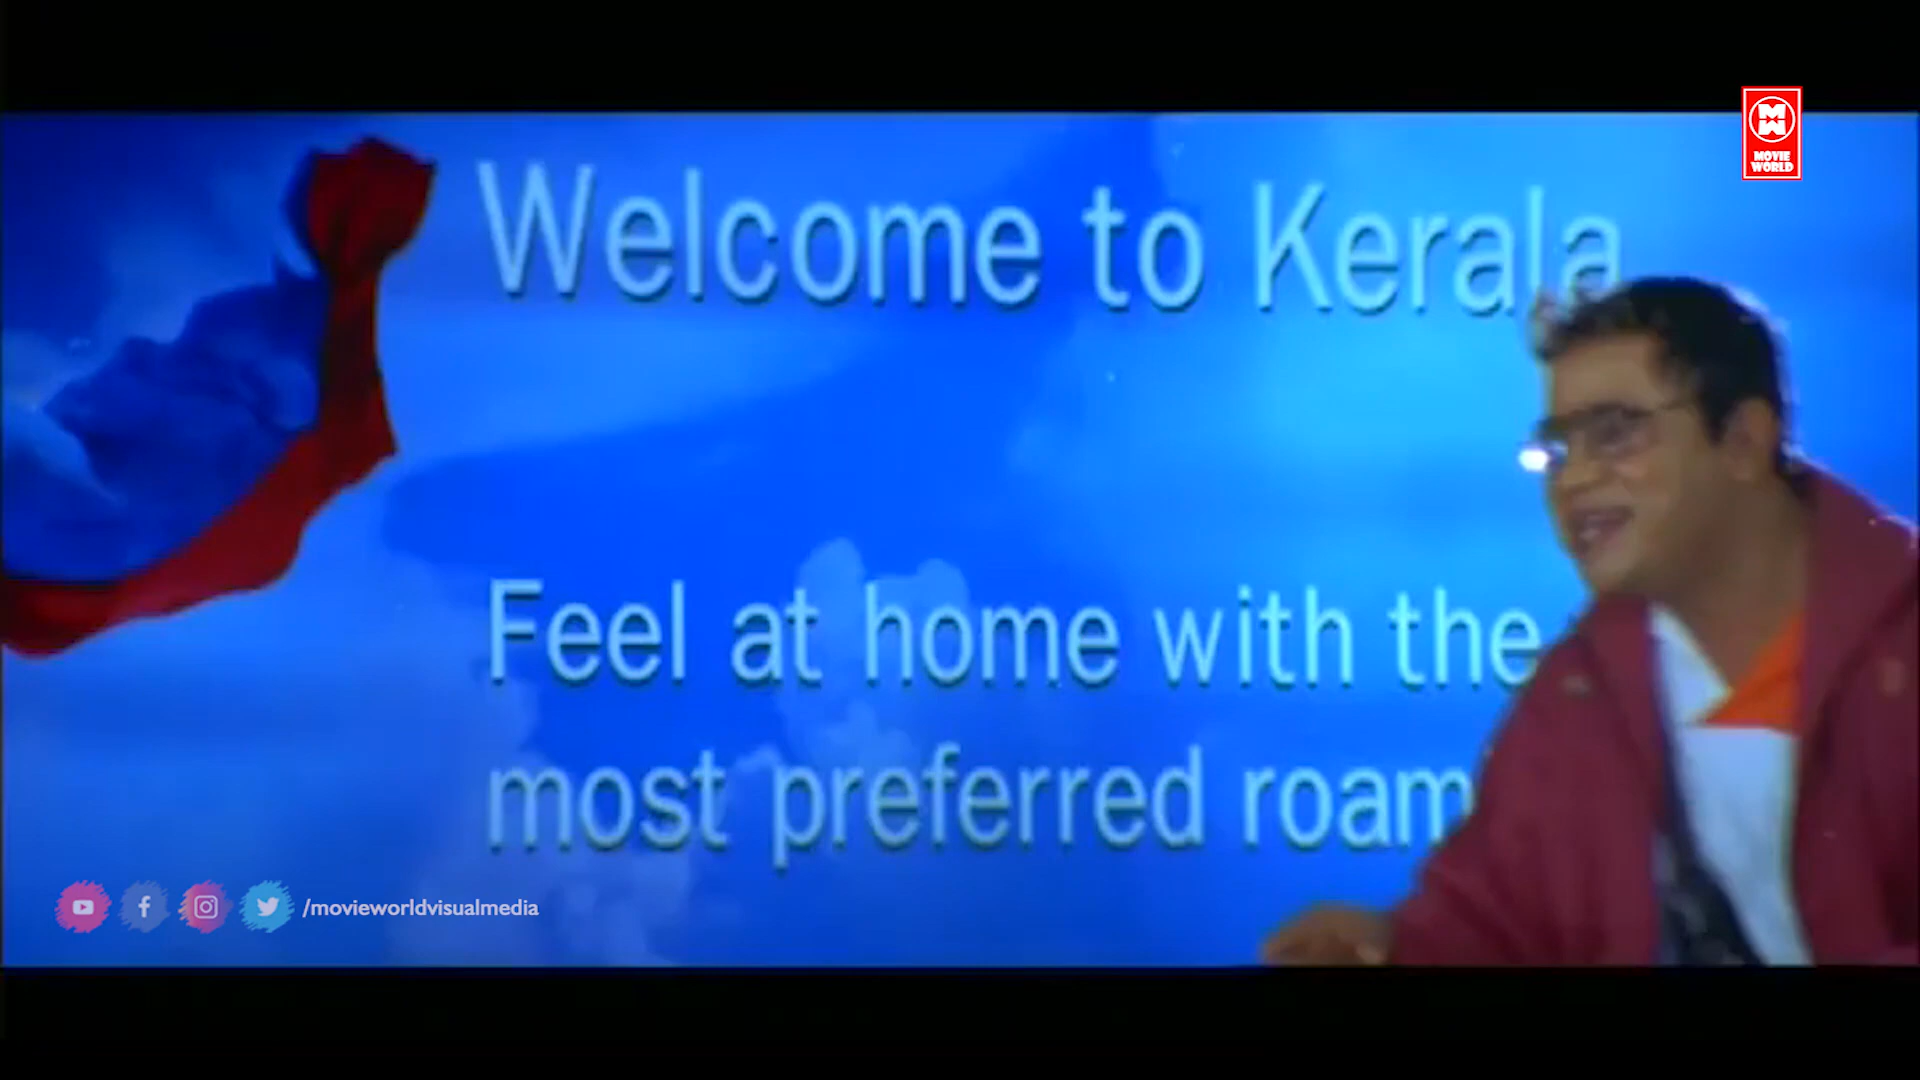 Welcome to Kerala
Feel at home with the
most preferred roam
MOVIE
WORLD
/movieworldvisualmedia